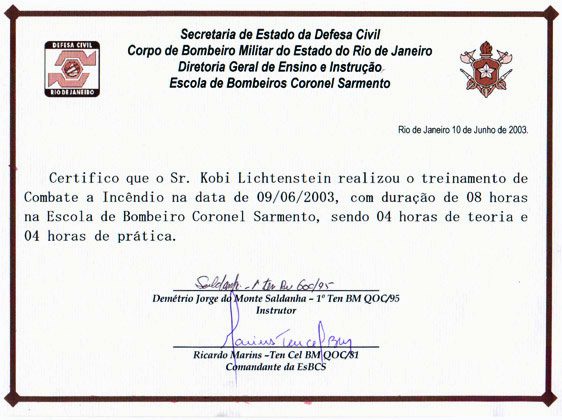 Secretaria de Estado da Defesa Civil
Corpo de Bombeiro Militar do Estado do Rio de Janeiro
Diretoria Geral de Ensino e Instrução
Escola de Bombeiros Coronel Sarmento
DEFESA CIVIL
RIO DE JANEIRO
Rio de Janeiro 10 de Junho de 2003.
Certifico que o Sr. Kobi Lichtenstein realizou o treinamento de
Combate a Incêndio na data de 09/06/2003, com duração de 08 horas
na Escola de Bombeiro Coronel Sarmento, sendo 04 horas de teoria e
04 horas de prática.
Saldanha - 1º Ten BM QOC/95
Demétrio Jorge do Monte Saldanha – 1º Ten BM QOC/95
Instrutor
Marins Ten Cel BM
Ricardo Marins –Ten Cel BM QOC/81
Comandante da EsBCS